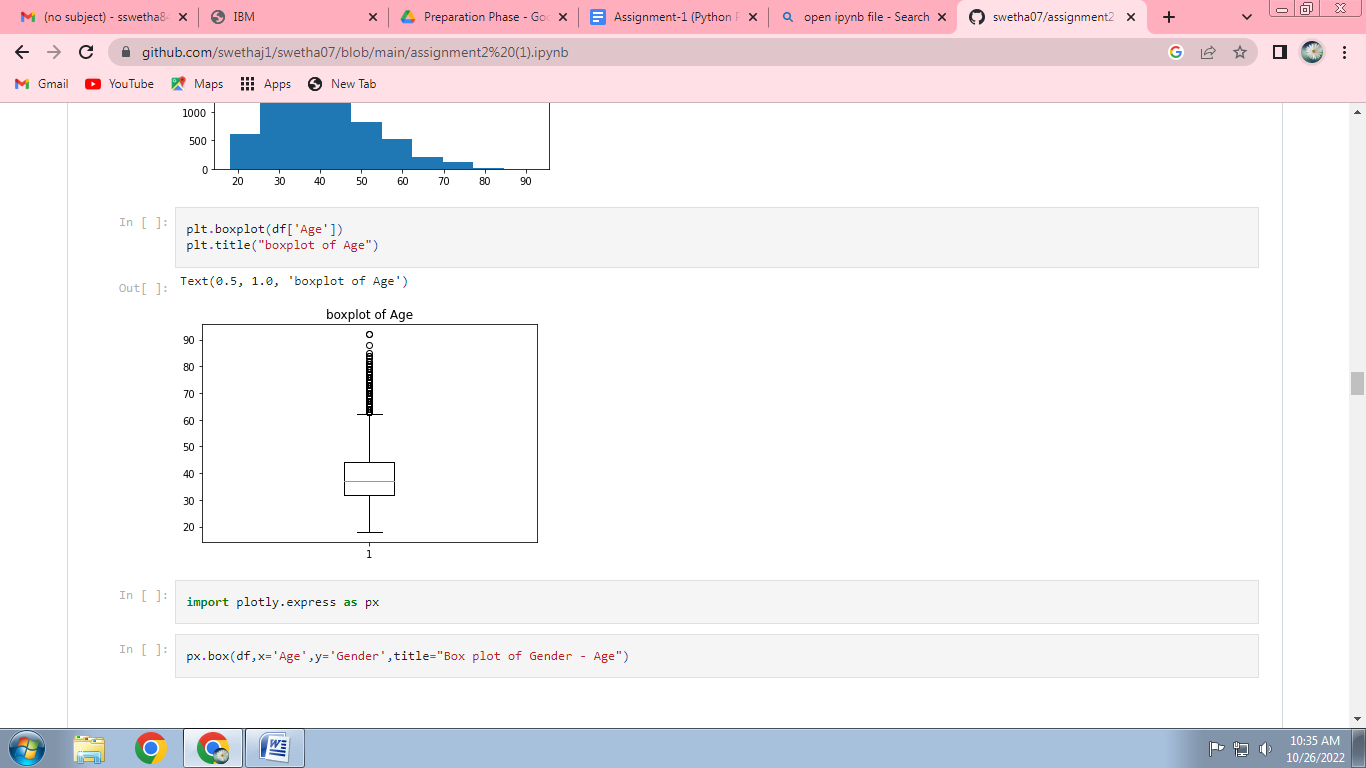 (no subject) - sswetha84
IBM
Preparation Phase - Goo
Assignment-1 (Python P
open ipynb file - Search
swetha07/assignment2
github.com/swethaj1/swetha07/blob/main/assignment2%20(1).ipynb
Gmail
YouTube
Maps
Apps
New Tab
1000
500
0
20 30 40 50 60 70 80 90
In [ ]:
plt.boxplot(df['Age'])
plt.title("boxplot of Age")
Out[ ]:
Text(0.5, 1.0, 'boxplot of Age')
boxplot of Age
90
80
70
60
50
40
30
20
1
In [ ]:
import plotly.express as px
In [ ]:
px.box(df,x='Age',y='Gender',title="Box plot of Gender - Age")
10:35 AM
10/26/2022